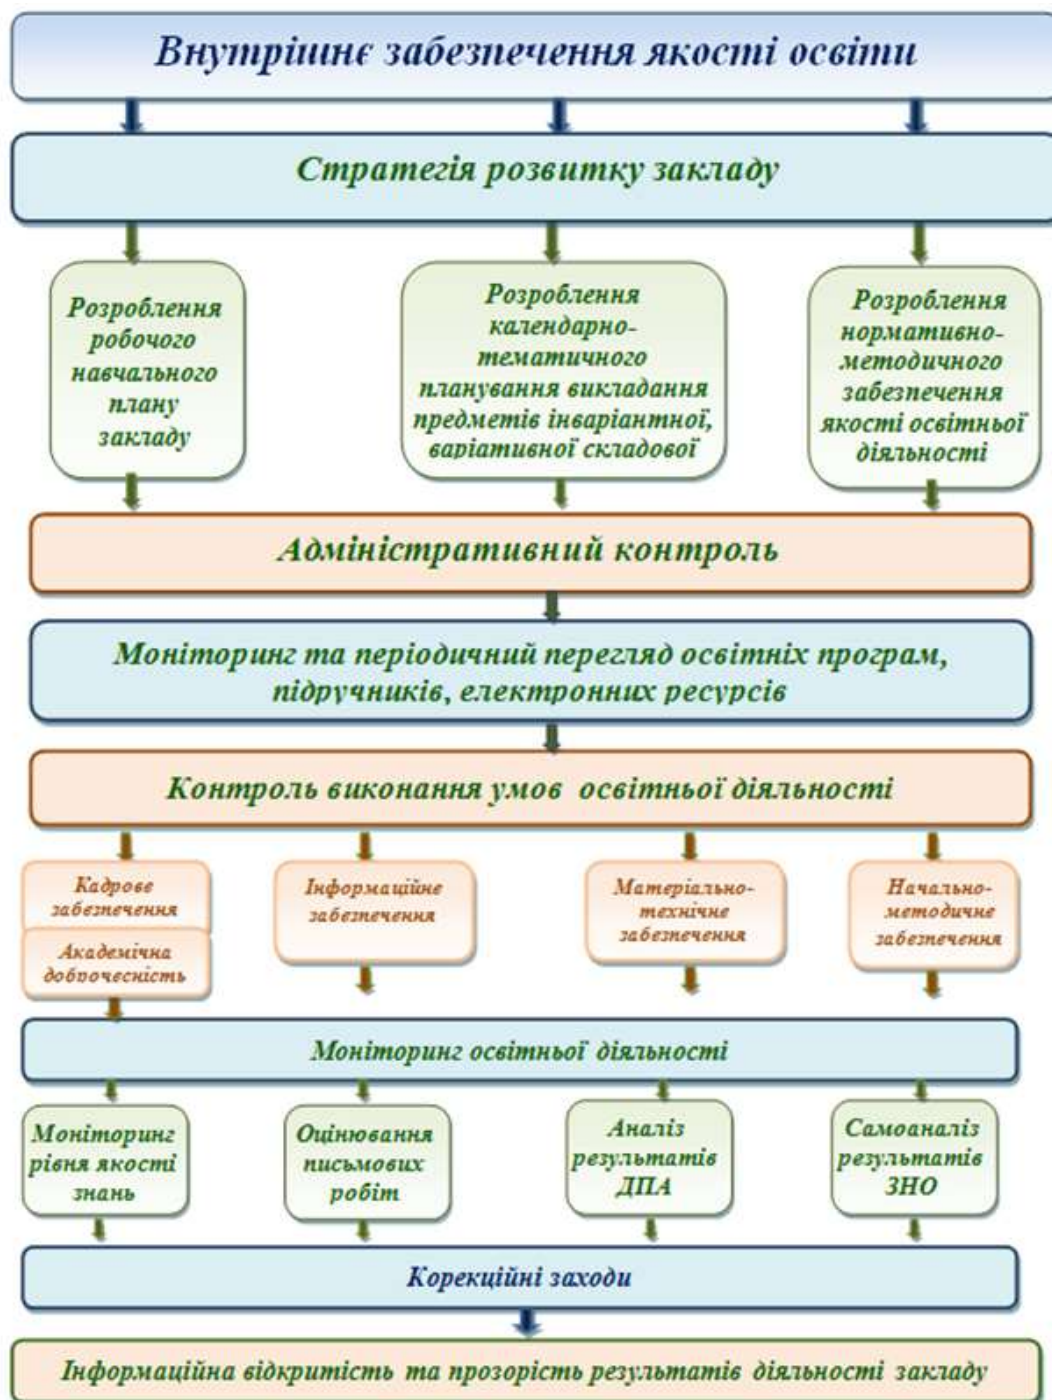 Внутрішнє забезпечення якості освіти
Стратегія розвитку закладу
Розроблення
робочого
навчального
плану
закладу
Розроблення
календарно-
тематичного
планування викладання
предметів інваріантної,
варіативної складової
Розроблення
нормативно-
методичного
забезпечення
якості освітньої
діяльності
Адміністративний контроль
Моніторинг та періодичний перегляд освітніх програм,
підручників, електронних ресурсів
Контроль виконання умов освітньої діяльності
Кадрове
забезпечення
Академічна
доброчесність
Інформаційне
забезпечення
Матеріально-
технічне
забезпечення
Начально-
методичне
забезпечення
Моніторинг освітньої діяльності
Моніторинг
рівня якості
знань
Оцінювання
письмових
робіт
Аналіз
результатів
ДПА
Самоаналіз
результатів
ЗНО
Корекційні заходи
Інформаційна відкритість та прозорість результатів діяльності закладу